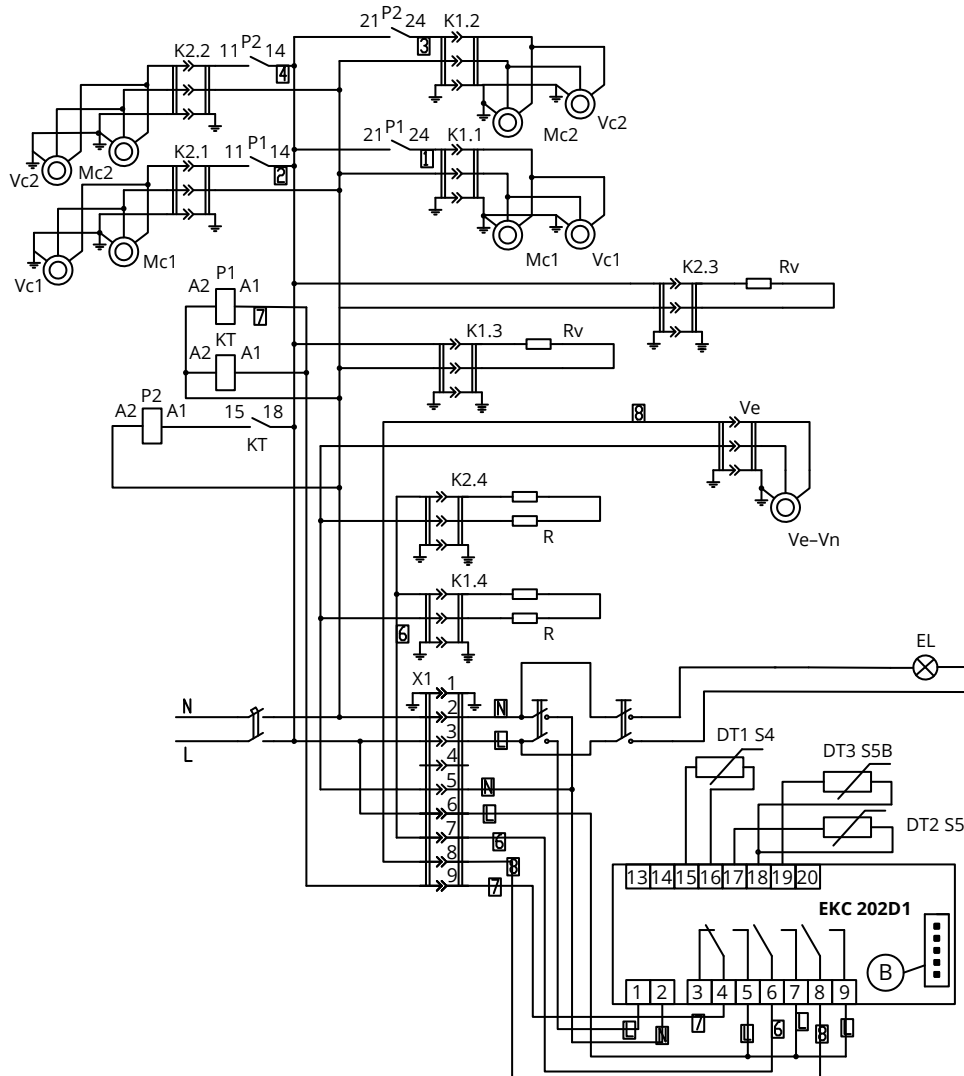 21 P2 24 K1.2
3
K2.2 11 P2 14
4
Vc2 Mc2
Mc2 Vc2
21 P1 24 K1.1
1
K2.1 11 P1 14
2
Vc1 Mc1
Mc1 Vc1
K2.3 Rv
A2 P1 A1
7
K1.3 Rv
A2 KT A1
A2 P2 A1 15 18
KT
8 Ve
K2.4
R
Ve–Vn
K1.4
6 R
EL
X1 1
N 2 N
L 3 L
4
5 N
6 L
7 6
8 8
9 7
DT1 S4
DT3 S5B
DT2 S5
13 14 15 16 17 18 19 20
EKC 202D1
B
1 2 3 4 5 6 7 8 9
L N 7 L 6 L 8 L